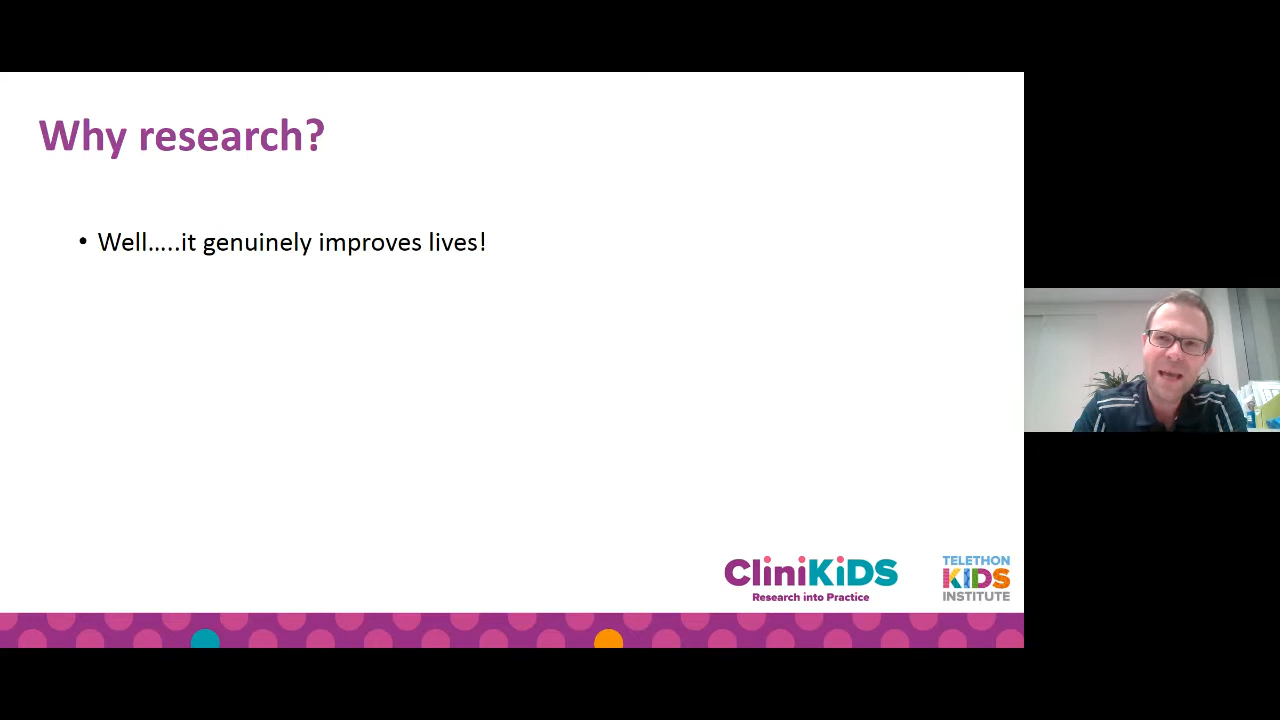 Why research?
• Well…..it genuinely improves lives!
CliniKiDS
Research into Practice
TELETHON
KIDS
INSTITUTE